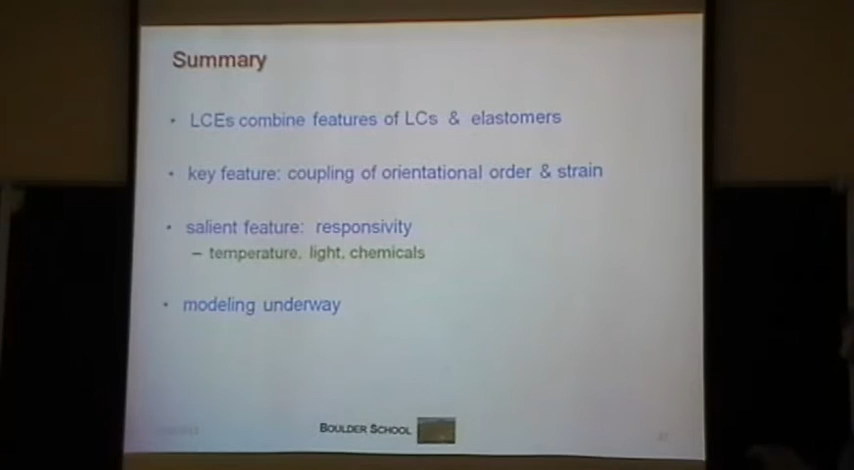 Summary
• LCEs combine features of LCs & elastomers
• key feature: coupling of orientational order & strain
• salient feature: responsivity
– temperature, light, chemicals
• modeling underway
BOULDER SCHOOL